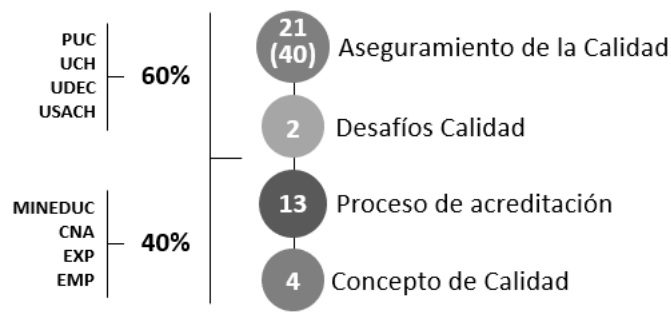 PUC
UCH
UDEC
USACH
60%
MINEDUC
CNA
EXP
EMP
40%
21
(40)
Aseguramiento de la Calidad
2
Desafíos Calidad
13
Proceso de acreditación
4
Concepto de Calidad